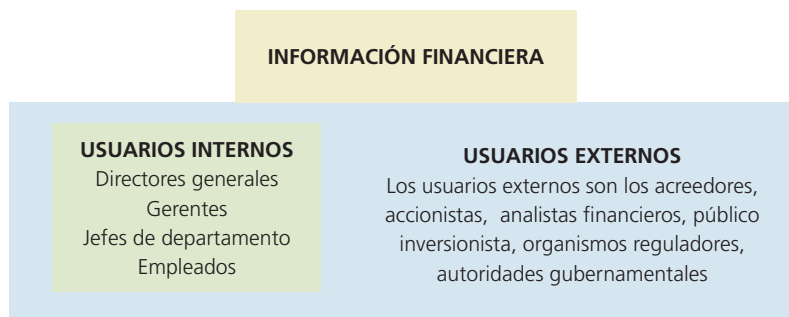 INFORMACIÓN FINANCIERA
USUARIOS INTERNOS
Directores generales
Gerentes
Jefes de departamento
Empleados
USUARIOS EXTERNOS
Los usuarios externos son los acreedores,
accionistas, analistas financieros, público
inversionista, organismos reguladores,
autoridades gubernamentales